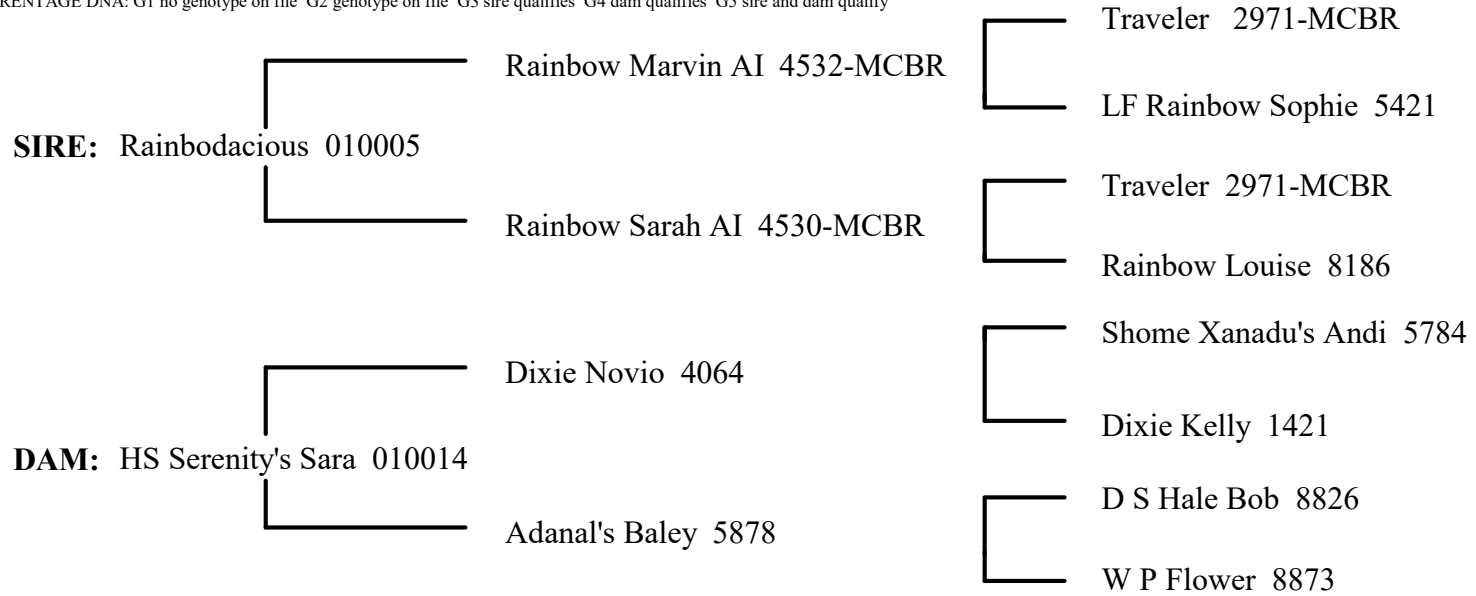 RENTAGE DNA: G1 no genotype on file G2 genotype on file G3 sire qualifies G4 dam qualifies G5 sire and dam qualify
Traveler 2971-MCBR
Rainbow Marvin AI 4532-MCBR
LF Rainbow Sophie 5421
SIRE: Rainbodacious 010005
Traveler 2971-MCBR
Rainbow Sarah AI 4530-MCBR
Rainbow Louise 8186
Shome Xanadu's Andi 5784
Dixie Novio 4064
Dixie Kelly 1421
DAM: HS Serenity's Sara 010014
D S Hale Bob 8826
Adanal's Baley 5878
W P Flower 8873